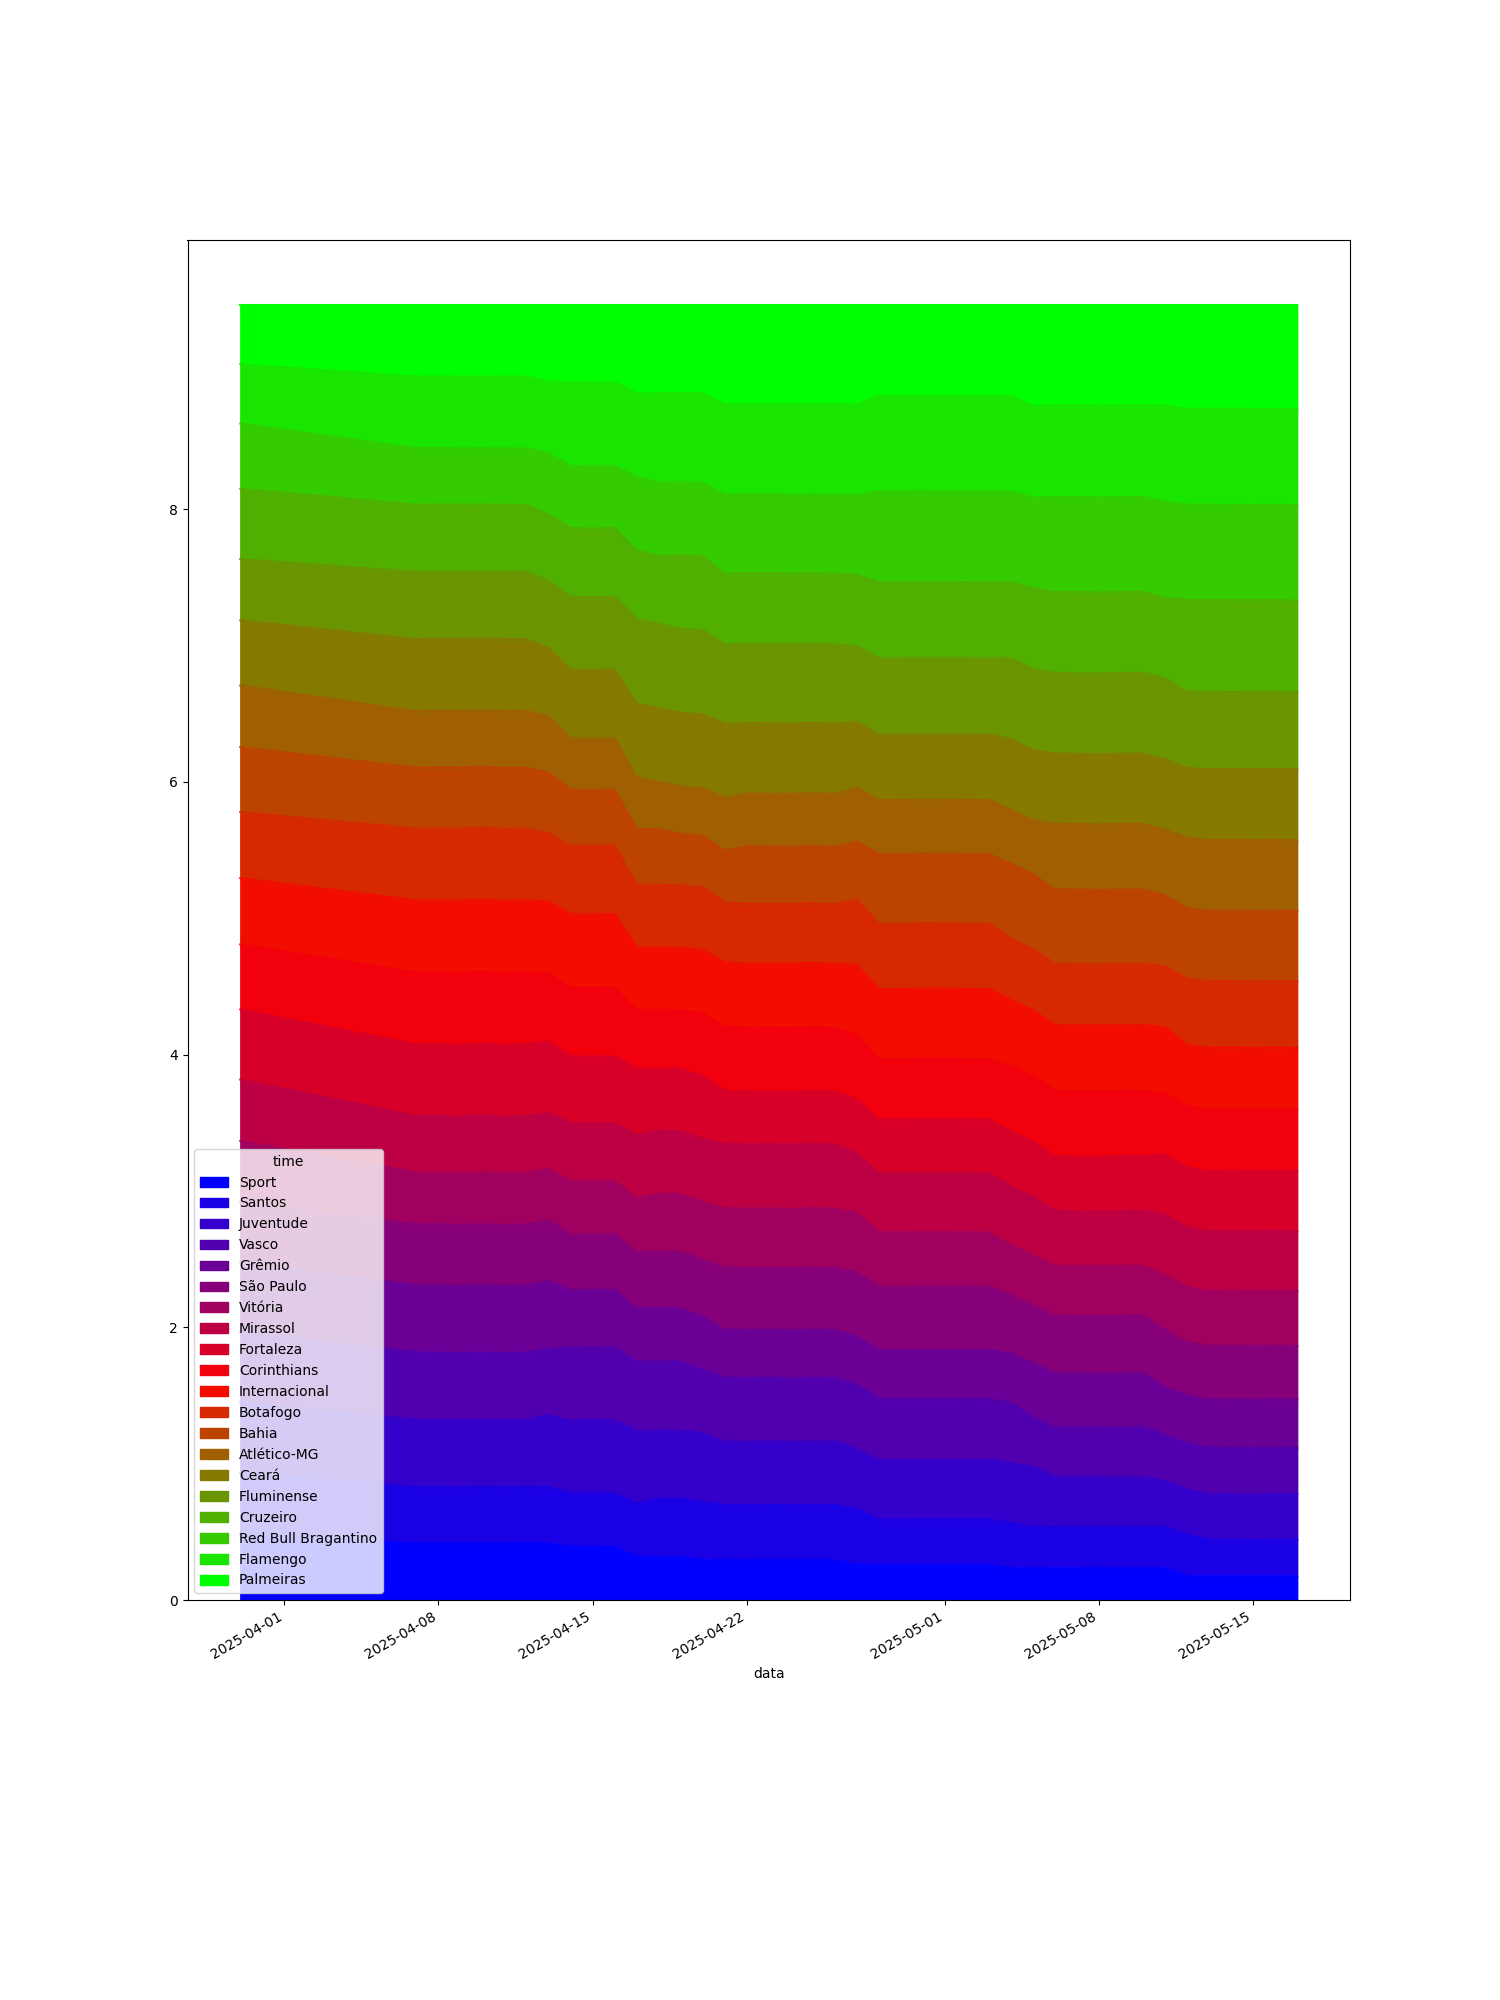 8
6
4
2
0
time
Sport
Santos
Juventude
Vasco
Grêmio
São Paulo
Vitória
Mirassol
Fortaleza
Corinthians
Internacional
Botafogo
Bahia
Atlético-MG
Ceará
Fluminense
Cruzeiro
Red Bull Bragantino
Flamengo
Palmeiras
2025-04-01
2025-04-08
2025-04-15
2025-04-22
2025-05-01
2025-05-08
2025-05-15
data